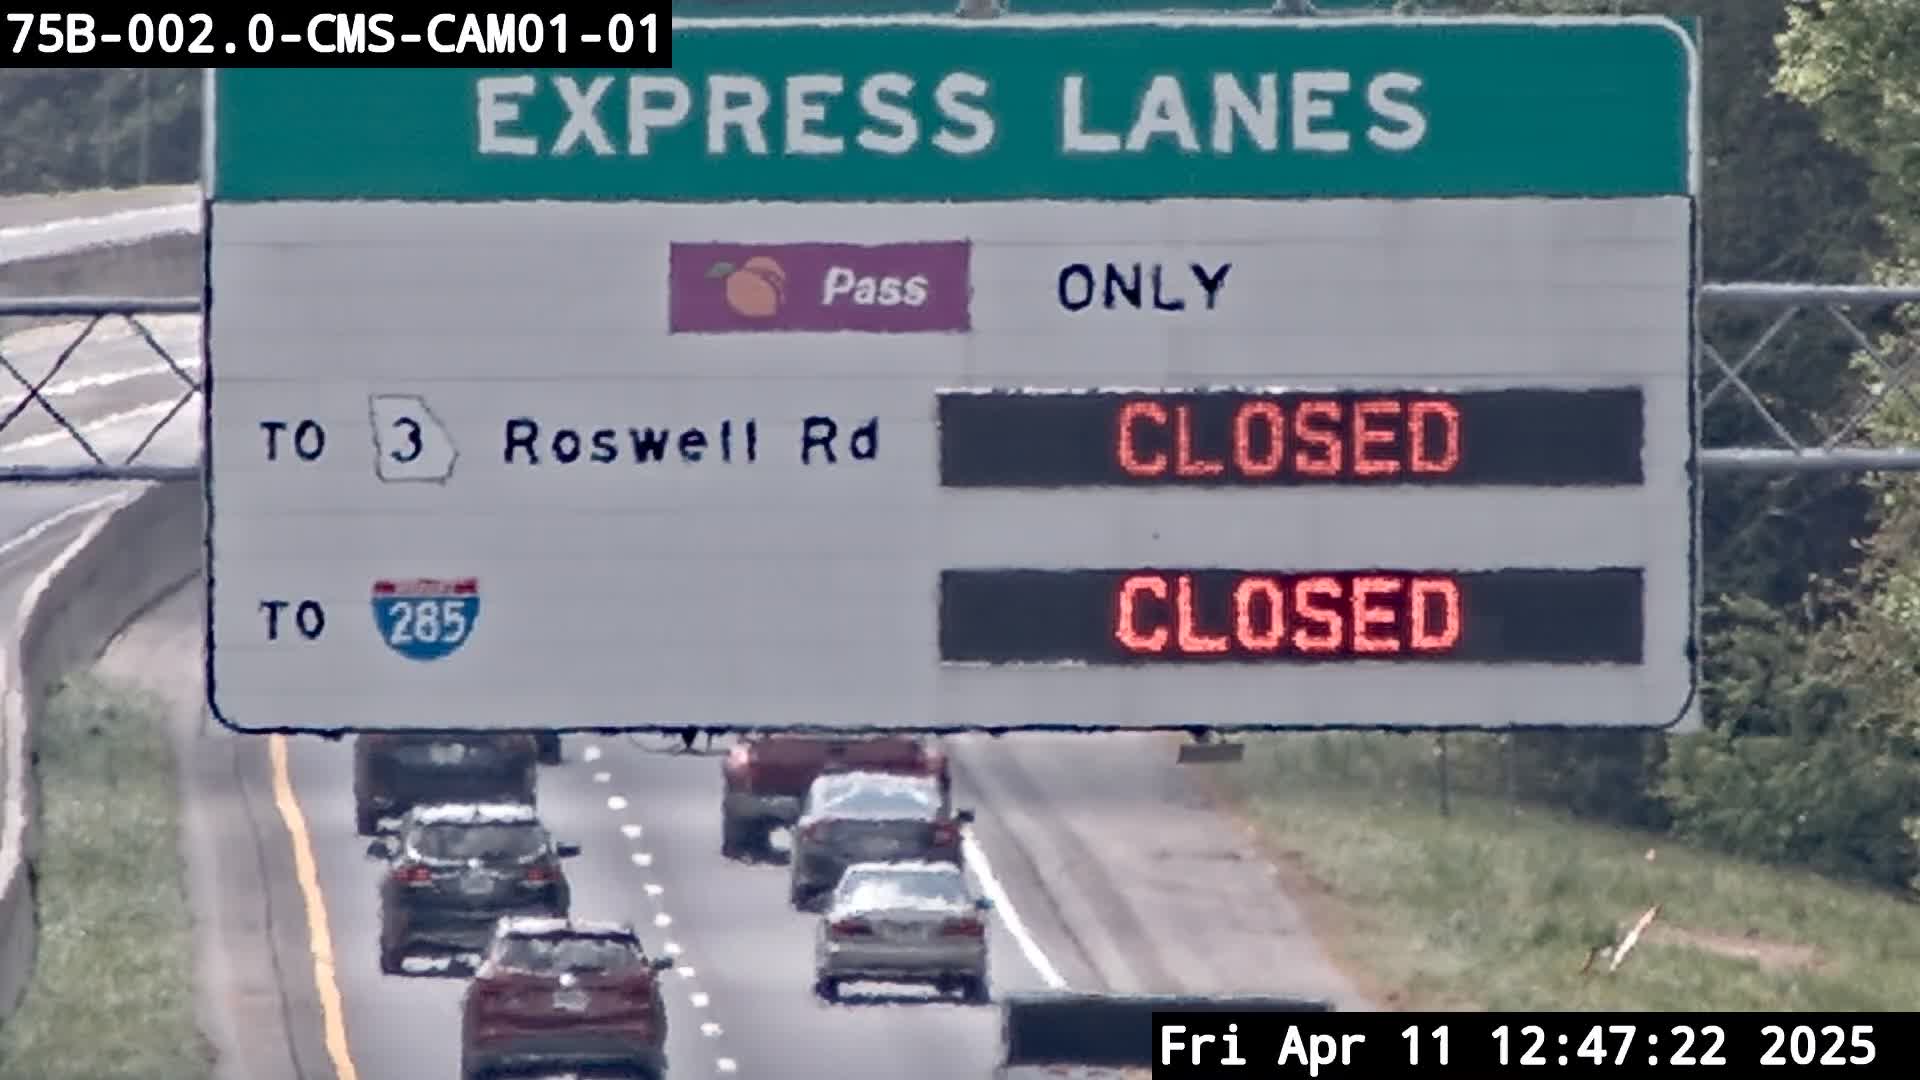 75B-002.0-CMS-CAM01-01
EXPRESS LANES
Pass ONLY
TO 3 Roswell Rd CLOSED
TO 285 CLOSED
Fri Apr 11 12:47:22 2025